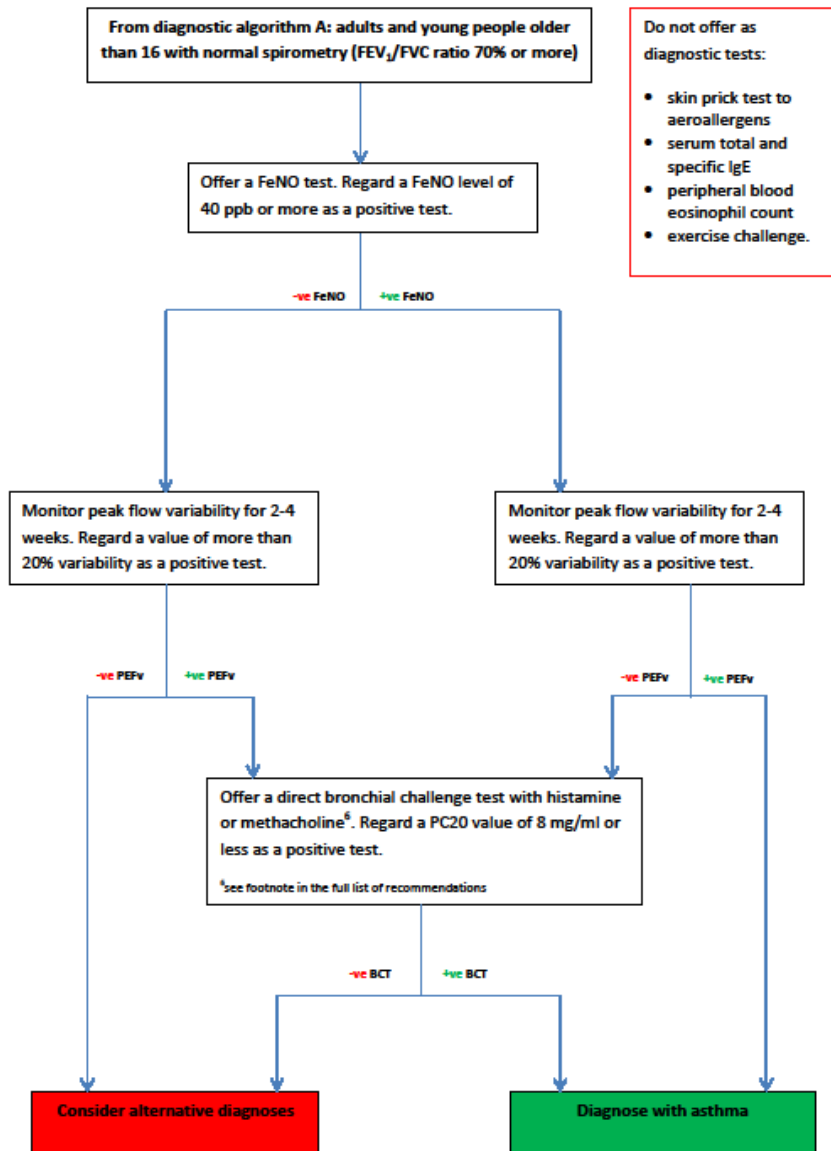 From diagnostic algorithm A: adults and young people older
than 16 with normal spirometry (FEV₁/FVC ratio 70% or more)
Do not offer as
diagnostic tests:
• skin prick test to
aeroallergens
• serum total and
specific IgE
• peripheral blood
eosinophil count
• exercise challenge.
Offer a FeNO test. Regard a FeNO level of
40 ppb or more as a positive test.
-ve FeNO
+ve FeNO
Monitor peak flow variability for 2-4
weeks. Regard a value of more than
20% variability as a positive test.
Monitor peak flow variability for 2-4
weeks. Regard a value of more than
20% variability as a positive test.
-ve PEFv
+ve PEFv
-ve PEFv
+ve PEFv
Offer a direct bronchial challenge test with histamine
or methacholine⁶. Regard a PC20 value of 8 mg/ml or
less as a positive test.
⁶see footnote in the full list of recommendations
-ve BCT
+ve BCT
Consider alternative diagnoses
Diagnose with asthma